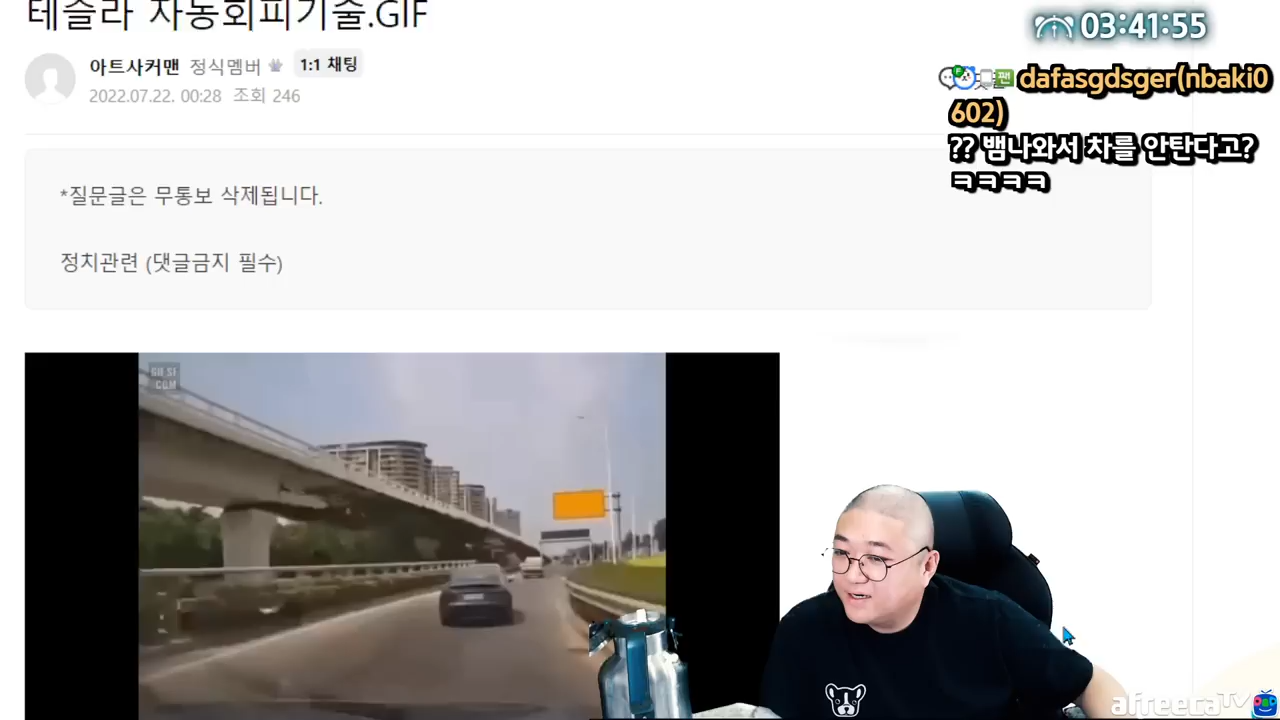 테슬라 자동회피기술.GIF
아트사커맨 정식멤버 1:1 채팅
2022.07.22. 00:28 조회 246
*질문글은 무통보 삭제됩니다.
정치관련 (댓글금지 필수)
03:41:55
팬 dafasgdsger(nbaki0
602)
?? 뱀나와서 차를 안탄다고?
ㅋㅋㅋㅋ
afreecaTV